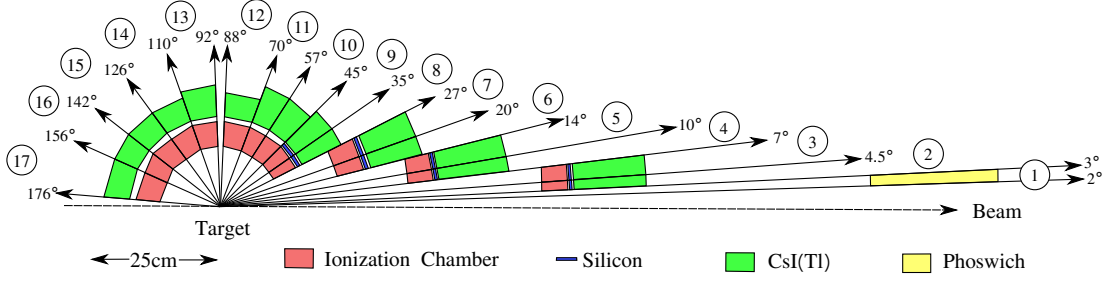 14 13 12 11
110° 92° 88° 70° 57° 10
15 126° 45° 9
16 142° 35° 8
156° 27° 7
17 20° 6
176° 14° 5
10° 4
7° 3
4.5° 2
3° 1
2°
Target
Beam
25cm
Ionization Chamber
Silicon
CsI(Tl)
Phoswich